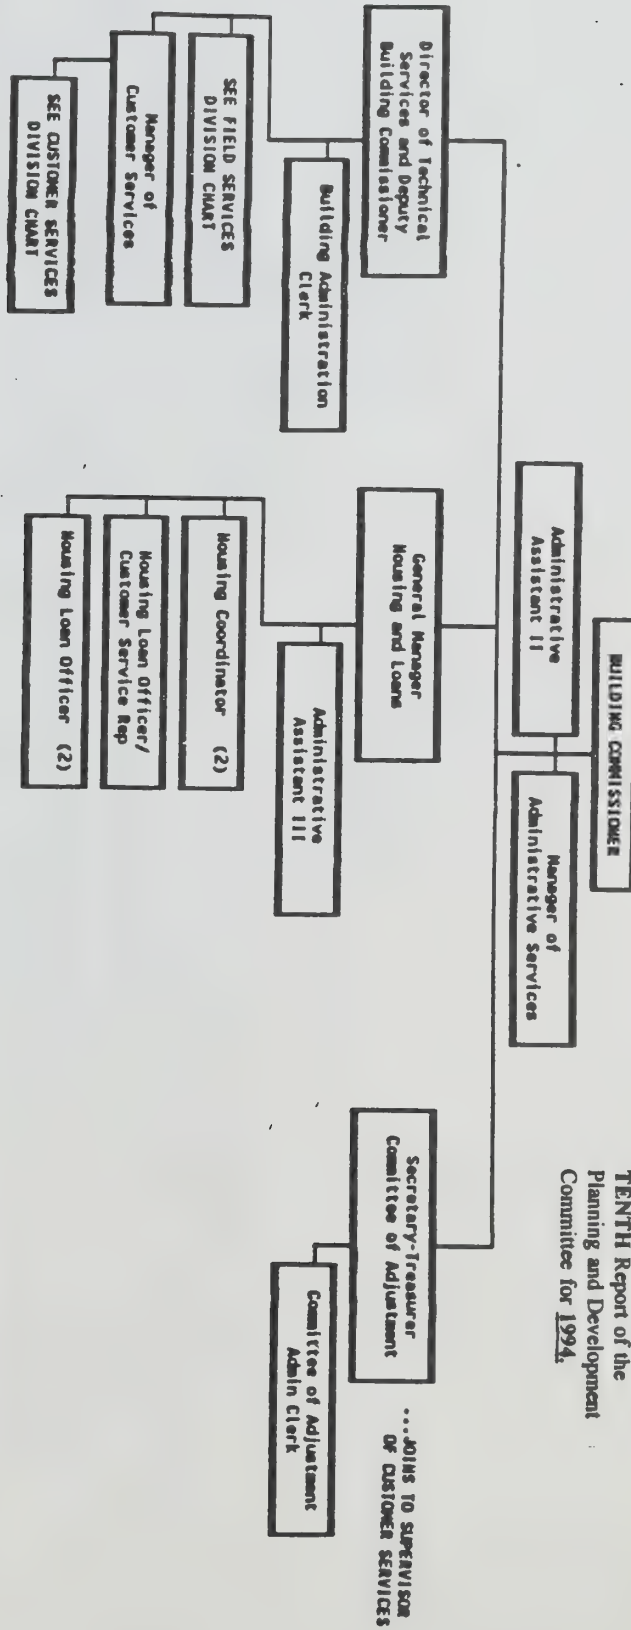 TENTH Report of the
Planning and Development
Committee for 1994.
BUILDING COMMISSIONER
Administrative
Assistant II
Manager of
Administrative Services
Director of Technical
Services and Deputy
Building Commissioner
General Manager
Housing and Loans
Secretary-Treasurer
Committee of Adjustment
...JOINS TO SUPERVISOR
OF CUSTOMER SERVICES
Building Administration
Clerk
Administrative
Assistant III
Committee of Adjustment
Admin Clerk
SEE FIELD SERVICES
DIVISION CHART
Housing Coordinator (2)
Manager of
Customer Services
Housing Loan Officer/
Customer Service Rep
SEE CUSTOMER SERVICES
DIVISION CHART
Housing Loan Officer (2)